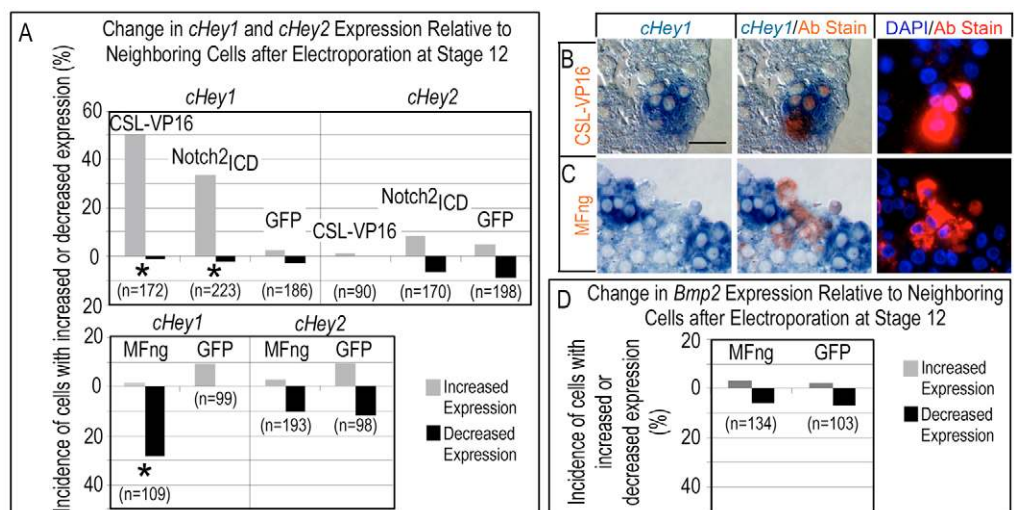 A
Change in cHey1 and cHey2 Expression Relative to
Neighboring Cells after Electroporation at Stage 12
Incidence of cells with increased or decreased expression (%)
cHey1
cHey2
60
40
20
0
20
CSL-VP16
Notch2ICD
GFP
CSL-VP16
Notch2ICD
GFP
*
*
(n=172)
(n=223)
(n=186)
(n=90)
(n=170)
(n=198)
cHey1
cHey2
20
0
20
40
MFng
GFP
MFng
GFP
*
(n=109)
(n=99)
(n=193)
(n=98)
Increased
Expression
Decreased
Expression
cHey1
cHey1/Ab Stain
DAPI/Ab Stain
B
CSL-VP16
C
MFng
D
Change in Bmp2 Expression Relative to Neighboring
Cells after Electroporation at Stage 12
Incidence of cells with
increased or
decreased expression
(%)
20
0
20
40
MFng
GFP
(n=134)
(n=103)
Increased
Expression
Decreased
Expression